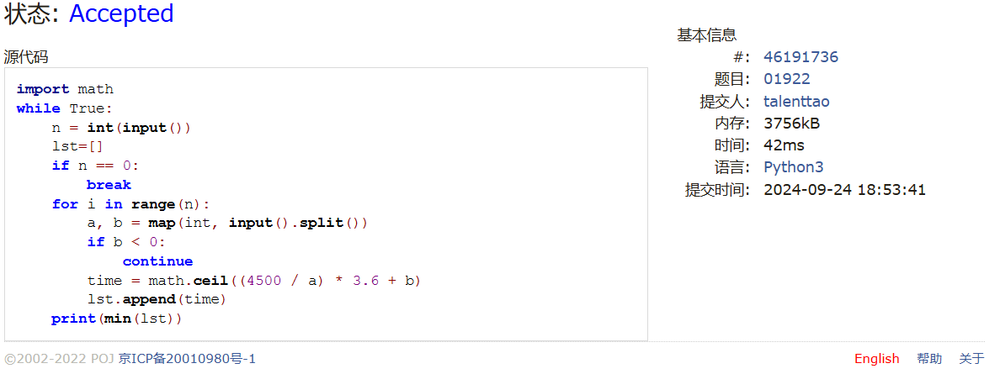 状态: Accepted
源代码
import math
while True:
    n = int(input())
    lst=[]
    if n == 0:
        break
    for i in range(n):
        a, b = map(int, input().split())
        if b < 0:
            continue
        time = math.ceil((4500 / a) * 3.6 + b)
        lst.append(time)
    print(min(lst))
基本信息
#: 46191736
题目: 01922
提交人: talenttao
内存: 3756kB
时间: 42ms
语言: Python3
提交时间: 2024-09-24 18:53:41
©2002-2022 POJ 京ICP备20010980号-1
English 帮助 关于